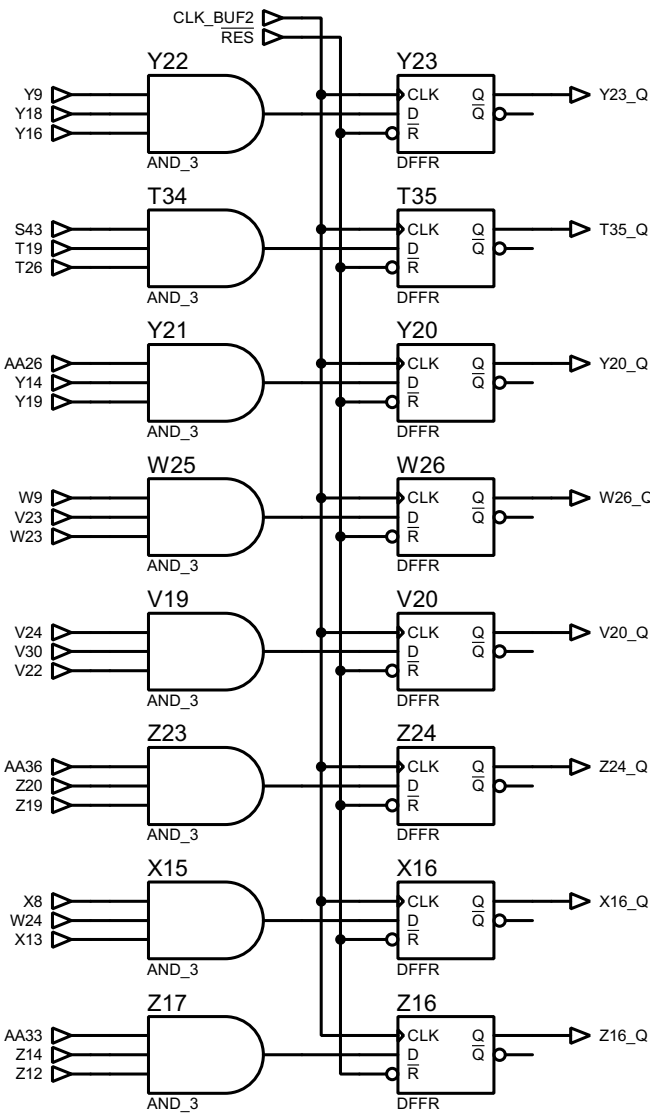 CLK_BUF2
RES
Y22 Y23
Y9 CLK Q Y23_Q
Y18 D Q
Y16 R
AND_3 DFFR
T34 T35
S43 CLK Q T35_Q
T19 D Q
T26 R
AND_3 DFFR
Y21 Y20
AA26 CLK Q Y20_Q
Y14 D Q
Y19 R
AND_3 DFFR
W25 W26
W9 CLK Q W26_Q
V23 D Q
W23 R
AND_3 DFFR
V19 V20
V24 CLK Q V20_Q
V30 D Q
V22 R
AND_3 DFFR
Z23 Z24
AA36 CLK Q Z24_Q
Z20 D Q
Z19 R
AND_3 DFFR
X15 X16
X8 CLK Q X16_Q
W24 D Q
X13 R
AND_3 DFFR
Z17 Z16
AA33 CLK Q Z16_Q
Z14 D Q
Z12 R
AND_3 DFFR